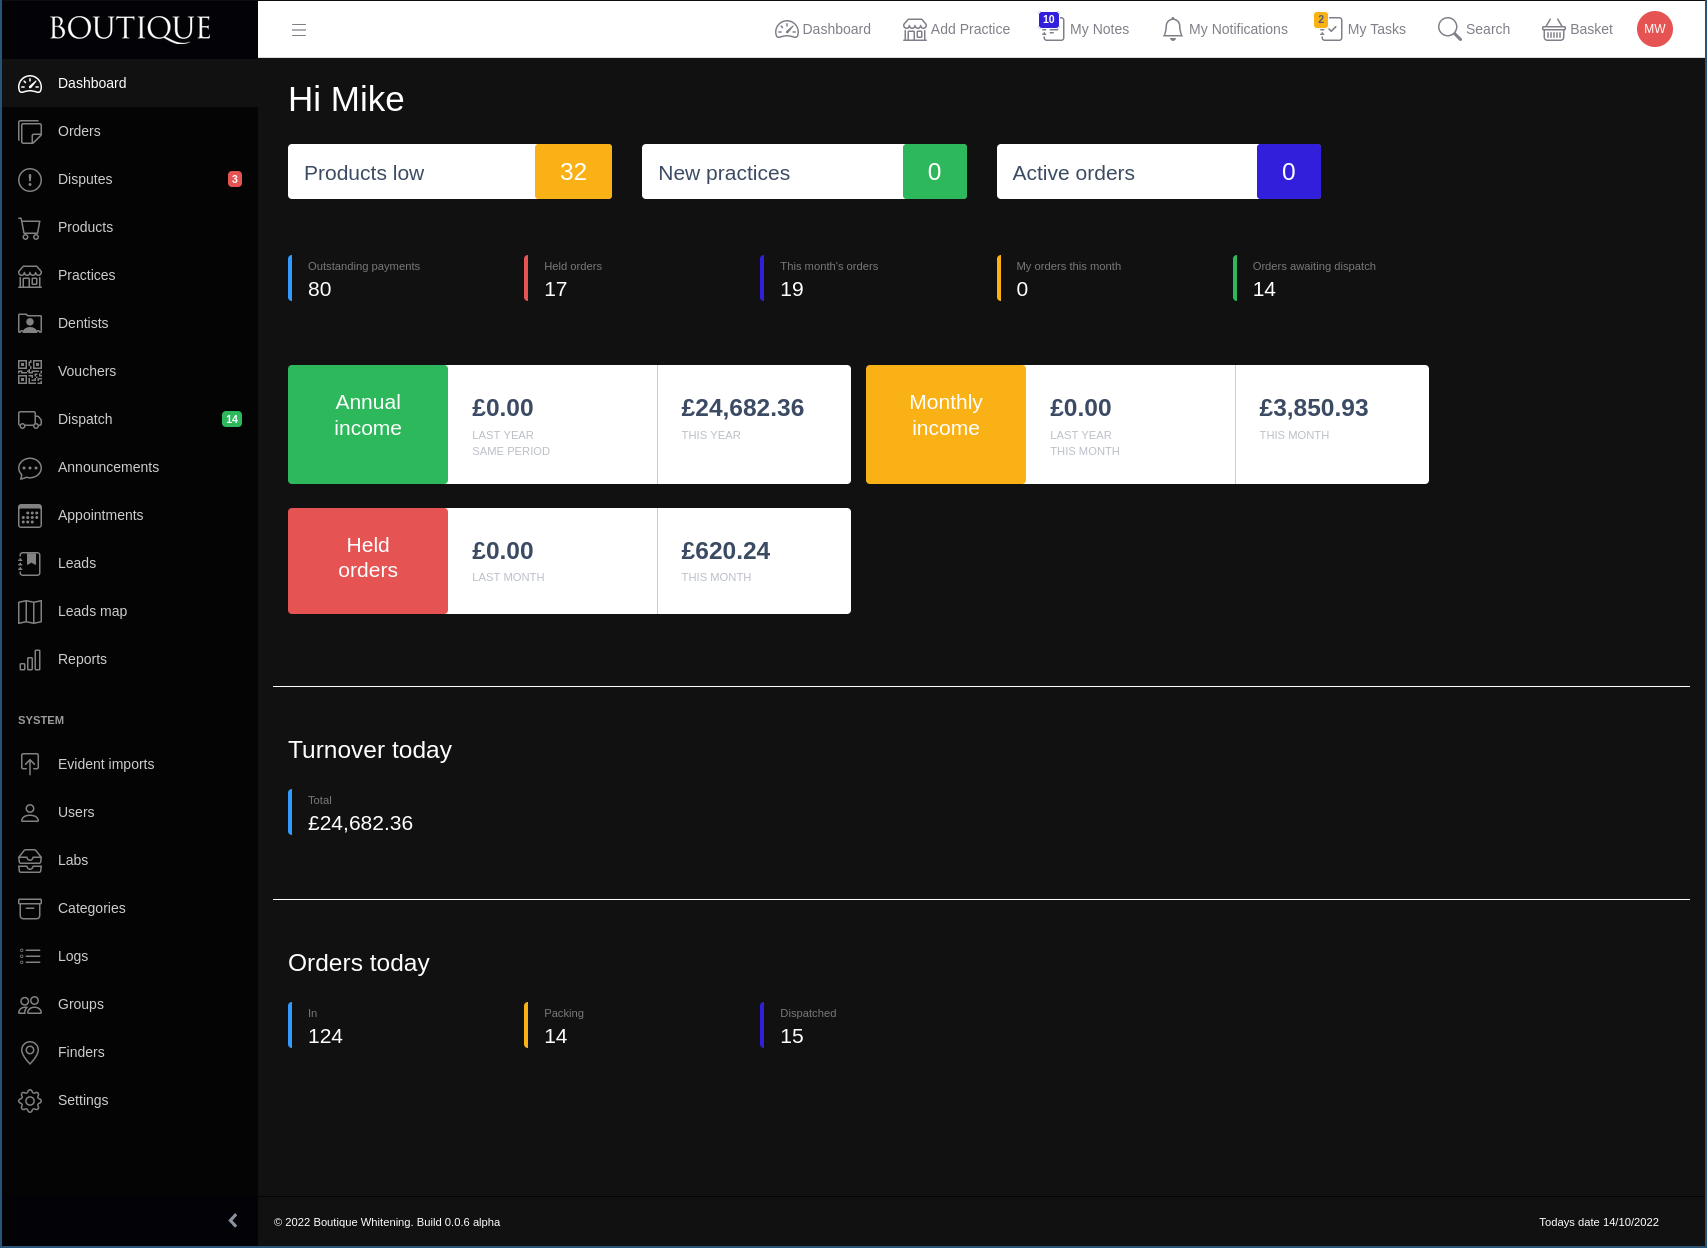 BOUTIQUE
Dashboard
Orders
Disputes 3
Products
Practices
Dentists
Vouchers
Dispatch 14
Announcements
Appointments
Leads
Leads map
Reports
SYSTEM
Evident imports
Users
Labs
Categories
Logs
Groups
Finders
Settings
Dashboard Add Practice 10 My Notes My Notifications 2 My Tasks Search Basket MW
Hi Mike
Products low 32 New practices 0 Active orders 0
Outstanding payments Held orders This month's orders My orders this month Orders awaiting dispatch
80 17 19 0 14
Annual
income
£0.00
LAST YEAR
SAME PERIOD
£24,682.36
THIS YEAR
Monthly
income
£0.00
LAST YEAR
THIS MONTH
£3,850.93
THIS MONTH
Held
orders
£0.00
LAST MONTH
£620.24
THIS MONTH
Turnover today
Total
£24,682.36
Orders today
In Packing Dispatched
124 14 15
© 2022 Boutique Whitening. Build 0.0.6 alpha Todays date 14/10/2022